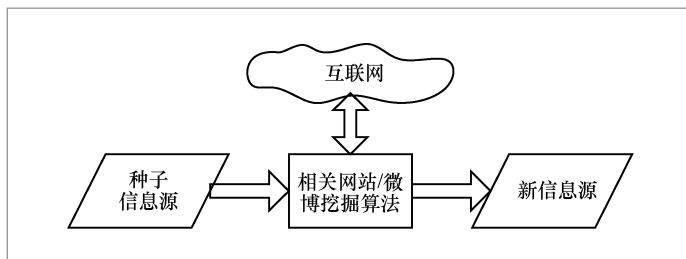 互联网
种子
信息源
相关网站/微
博挖掘算法
新信息源